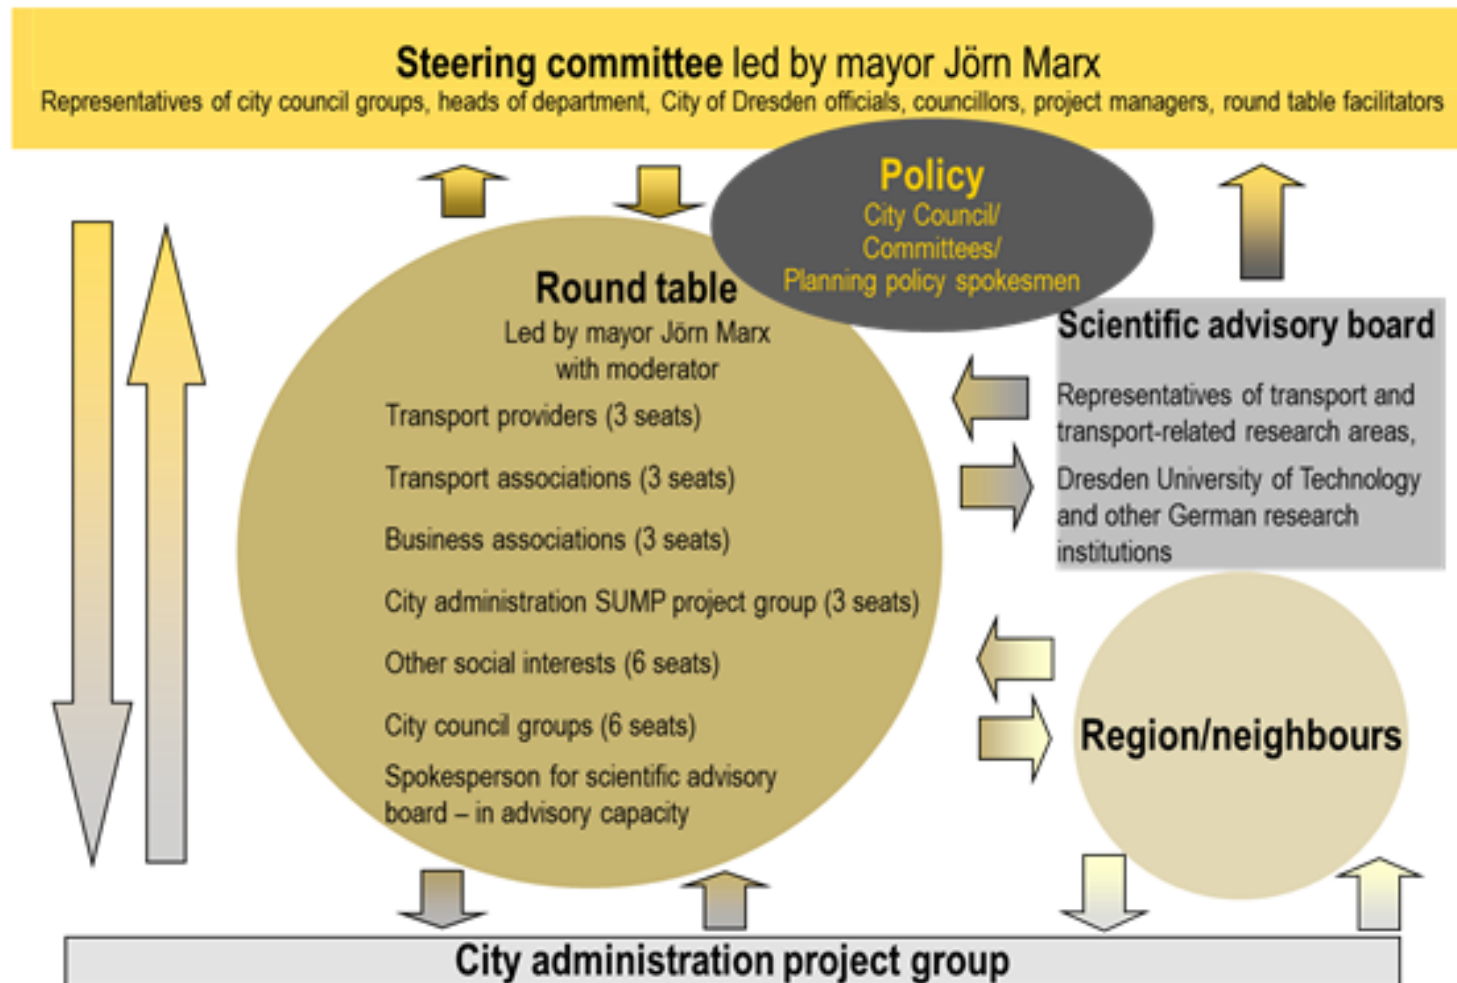 Steering committee led by mayor Jörn Marx
Representatives of city council groups, heads of department, City of Dresden officials, councillors, project managers, round table facilitators
Policy
City Council/
Committees/
Planning policy spokesmen
Round table
Led by mayor Jörn Marx
with moderator
Transport providers (3 seats)
Transport associations (3 seats)
Business associations (3 seats)
City administration SUMP project group (3 seats)
Other social interests (6 seats)
City council groups (6 seats)
Spokesperson for scientific advisory
board – in advisory capacity
Scientific advisory board
Representatives of transport and
transport-related research areas,
Dresden University of Technology
and other German research
institutions
Region/neighbours
City administration project group